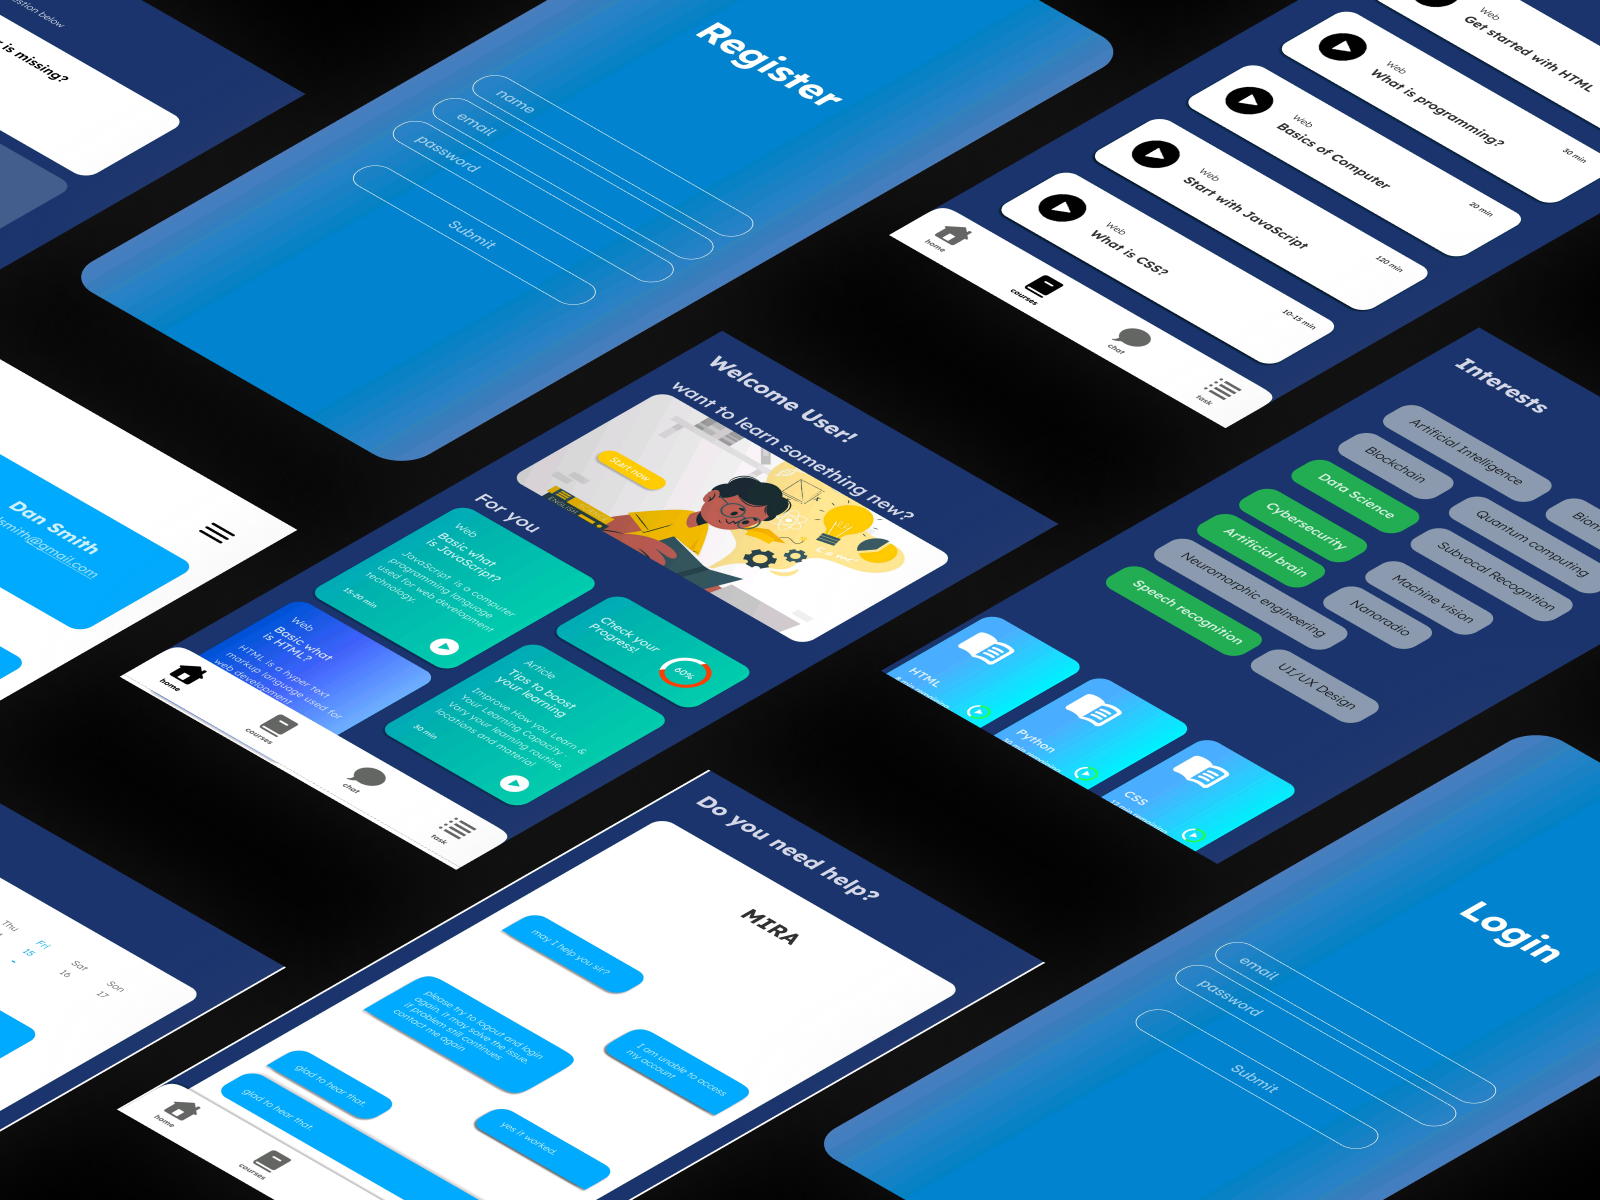 estion below
r is missing?
Register
name
email
password
Submit
Web
Get started with HTML
Web
What is programming?
30 min
Web
Basics of Computer
20 min
Web
Start with JavaScript
120 min
Web
What is CSS?
10-15 min
home
courses
chat
task
Dan Smith
smith@gmail.com
Welcome User!
want to learn something new?
Start now
ENGLISH
For you
Web
Basic what
is JavaScript?
JavaScript is a computer
programming language
used for web development
technology.
15-20 min
Check your
Progress!
60%
Web
Basic what
is HTML?
HTML is a hyper text
markup language used for
web development
Article
Tips to boost
your learning
Improve How you Learn &
Your Learning Capacity
Vary your learning routine,
locations and material
30 min
home
courses
chat
task
Interests
Artificial Intelligence
Blockchain
Biom
Data Science
Quantum computing
Cybersecurity
Subvocal Recognition
Artificial brain
Machine vision
Neuromorphic engineering
Nanoradio
Speech recognition
UI/UX Design
HTML
Python
CSS
Thu
Fri
15
Sat
16
Son
17
Do you need help?
MIRA
may I help you sir?
please try to logout and login
again. it may solve the issue.
if problem still continues
contact me again
I am unable to access
my account
glad to hear that.
glad to hear that.
yes it worked.
home
courses
Login
email
password
Submit